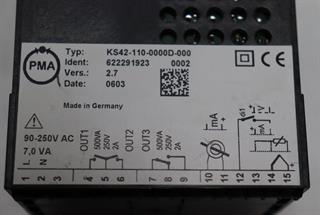 PMA
Typ: KS42-110-0000D-000
Ident: 622291923 0002
Vers.: 2.7
Date: 0603
Made in Germany
90-250V AC
7,0 VA
L
N
OUT1
500VA
250V
2A
OUT2
OUT3
500VA
250V
2A
mA
di1
V
mA
1 2 3 4 5 6 7 8 9 10 11 12 13 14 15